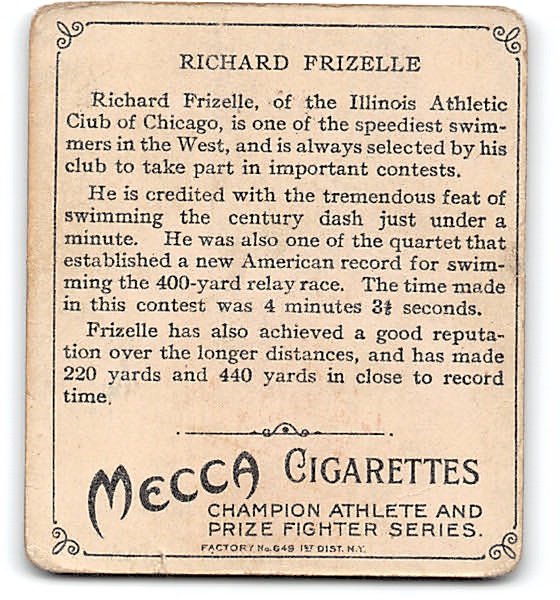 RICHARD FRIZELLE
Richard Frizelle, of the Illinois Athletic
Club of Chicago, is one of the speediest swim-
mers in the West, and is always selected by his
club to take part in important contests.
He is credited with the tremendous feat of
swimming the century dash just under a
minute. He was also one of the quartet that
established a new American record for swim-
ming the 400-yard relay race. The time made
in this contest was 4 minutes seconds.
Frizelle has also achieved a good reputa-
tion over the longer distances, and has made
220 yards and 440 yards in close to record
time.
MECCA CIGARETTES
CHAMPION ATHLETE AND
PRIZE FIGHTER SERIES.
FACTORY No. 649 1ST DIST. N.Y.